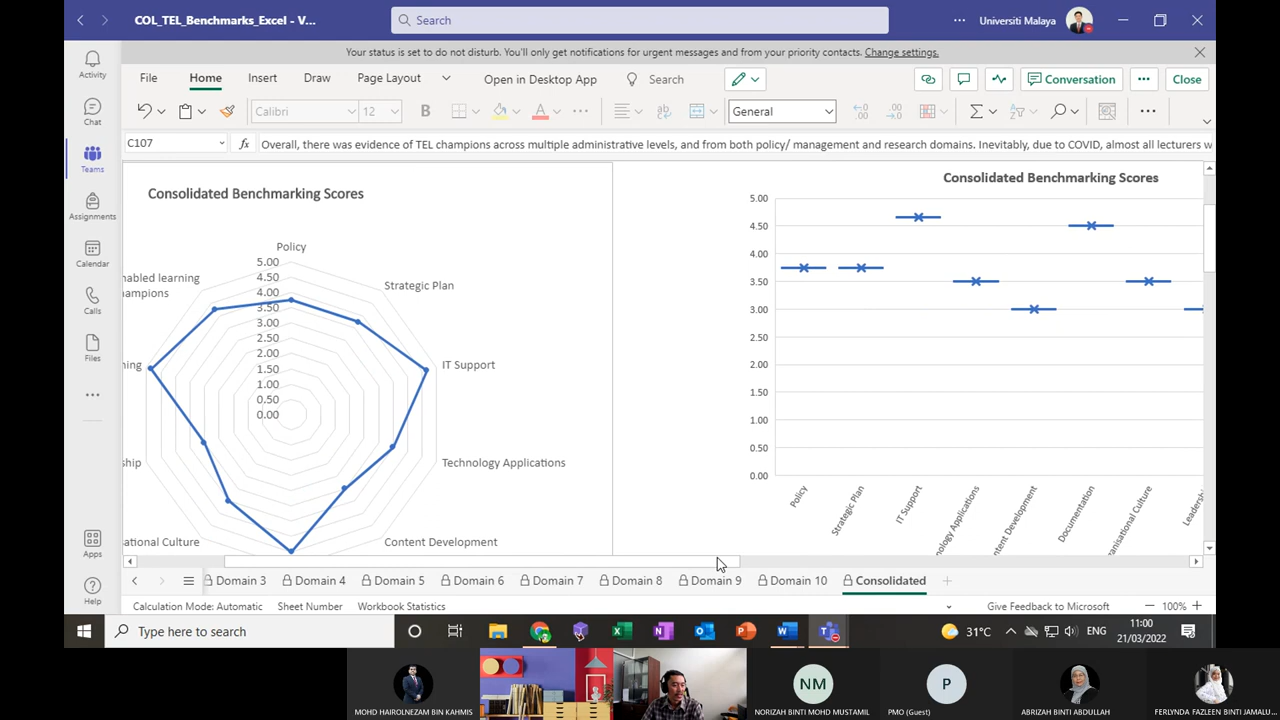 COL_TEL_Benchmarks_Excel - V...
Search
Universiti Malaya
Your status is set to do not disturb. You'll only get notifications for urgent messages and from your priority contacts. Change settings.
Activity
Chat
Teams
Assignments
Calendar
Calls
Files
Apps
Help
File Home Insert Draw Page Layout Open in Desktop App Search Conversation Close
Calibri 12 B A General
C107 fx Overall, there was evidence of TEL champions across multiple administrative levels, and from both policy/ management and research domains. Inevitably, due to COVID, almost all lecturers w
Consolidated Benchmarking Scores
Policy
5.00
4.50
4.00
3.50
3.00
2.50
2.00
1.50
1.00
0.50
0.00
Strategic Plan
IT Support
Technology Applications
Content Development
ational Culture
ship
ning
nabled learning
hampions
Consolidated Benchmarking Scores
5.00
4.50
4.00
3.50
3.00
2.50
2.00
1.50
1.00
0.50
0.00
Policy
Strategic Plan
IT Support
nology Applications
ntent Development
Documentation
ganisational Culture
Leadersh
Domain 3 Domain 4 Domain 5 Domain 6 Domain 7 Domain 8 Domain 9 Domain 10 Consolidated
Calculation Mode: Automatic Sheet Number Workbook Statistics Give Feedback to Microsoft 100%
Type here to search
31°C ENG
11:00
21/03/2022
NM
P
MOHD HAIROLNEZAM BIN KAHMIS
NORIZAH BINTI MOHD MUSTAMIL
PMO (Guest)
ABRIZAH BINTI ABDULLAH
FERLYNDA FAZLEEN BINTI JAMALU...